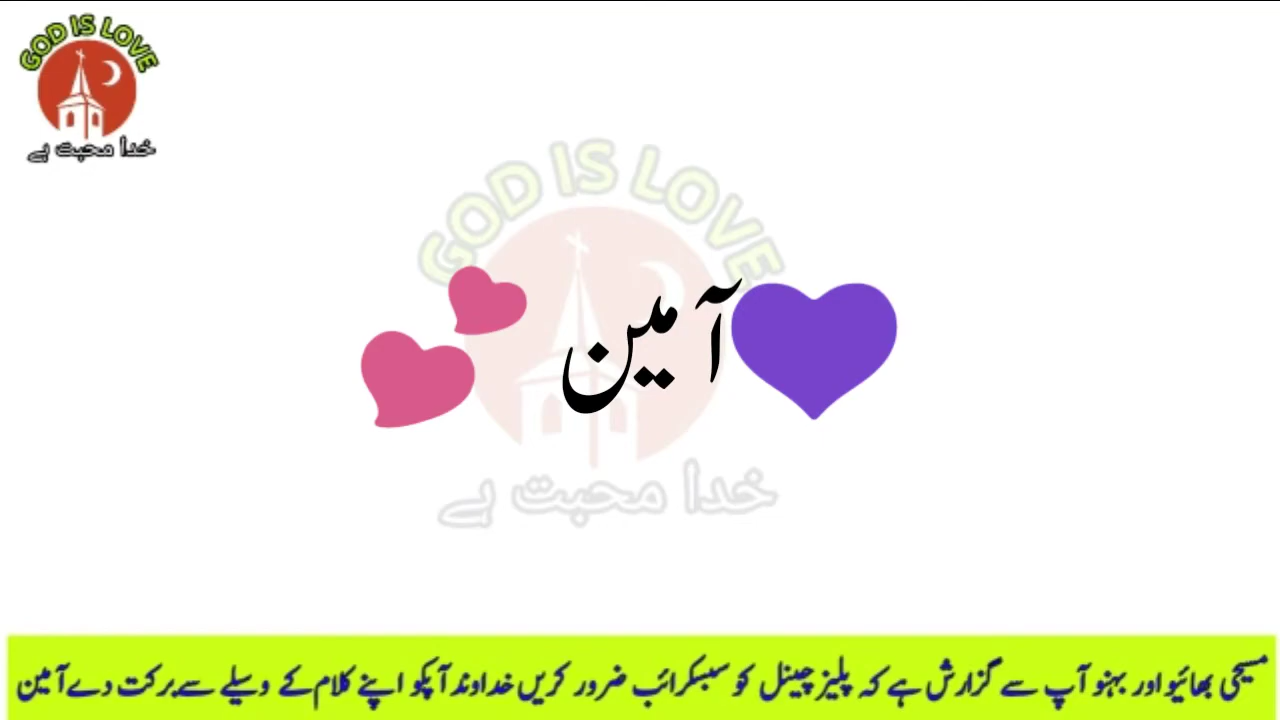 GOD IS LOVE
خدا محبت ہے
GOD IS LOVE
آمین
خدا محبت ہے
مسیحی بھائیو اور بہنو آپ سے گزارش ہے کہ پلیز چینل کو سبسکرائب ضرور کریں خداوند آپکو اپنے کلام کے وسیلے سے برکت دے آمین